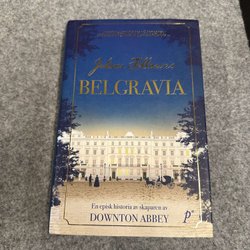 Julian Fellowes
BELGRAVIA
En episk historia av skaparen av
DOWNTON ABBEY
p